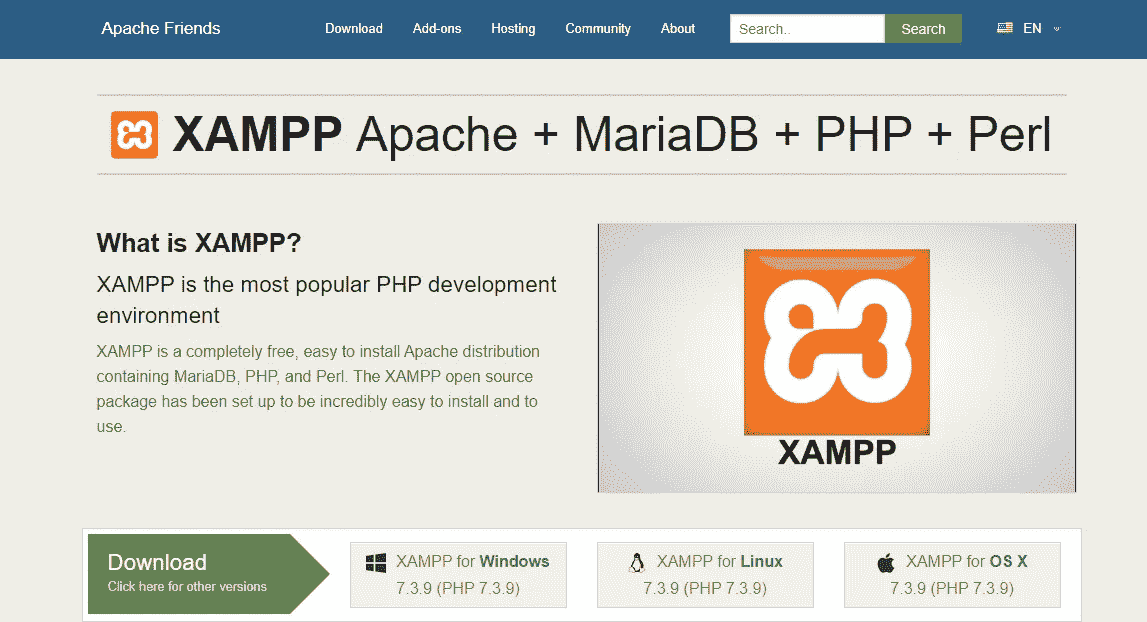 Apache Friends
Download Add-ons Hosting Community About Search.. Search EN
XAMPP Apache + MariaDB + PHP + Perl
What is XAMPP?
XAMPP is the most popular PHP development
environment
XAMPP is a completely free, easy to install Apache distribution
containing MariaDB, PHP, and Perl. The XAMPP open source
package has been set up to be incredibly easy to install and to
use.
XAMPP
Download
Click here for other versions
XAMPP for Windows
7.3.9 (PHP 7.3.9)
XAMPP for Linux
7.3.9 (PHP 7.3.9)
XAMPP for OS X
7.3.9 (PHP 7.3.9)